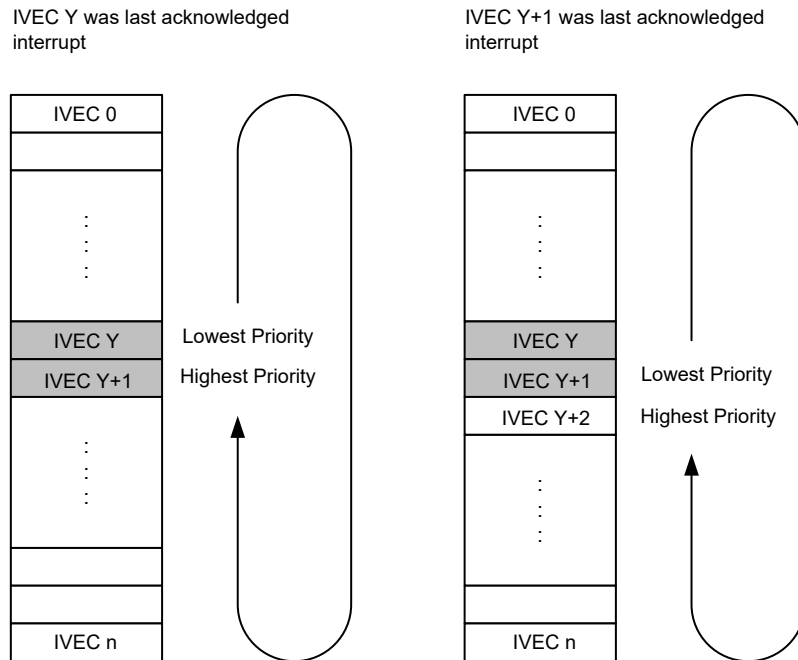 IVEC Y was last acknowledged
interrupt
IVEC 0
:
:
:
IVEC Y
Lowest Priority
IVEC Y+1
Highest Priority
:
:
:
IVEC n
IVEC Y+1 was last acknowledged
interrupt
IVEC 0
:
:
:
IVEC Y
IVEC Y+1
Lowest Priority
IVEC Y+2
Highest Priority
:
:
:
IVEC n